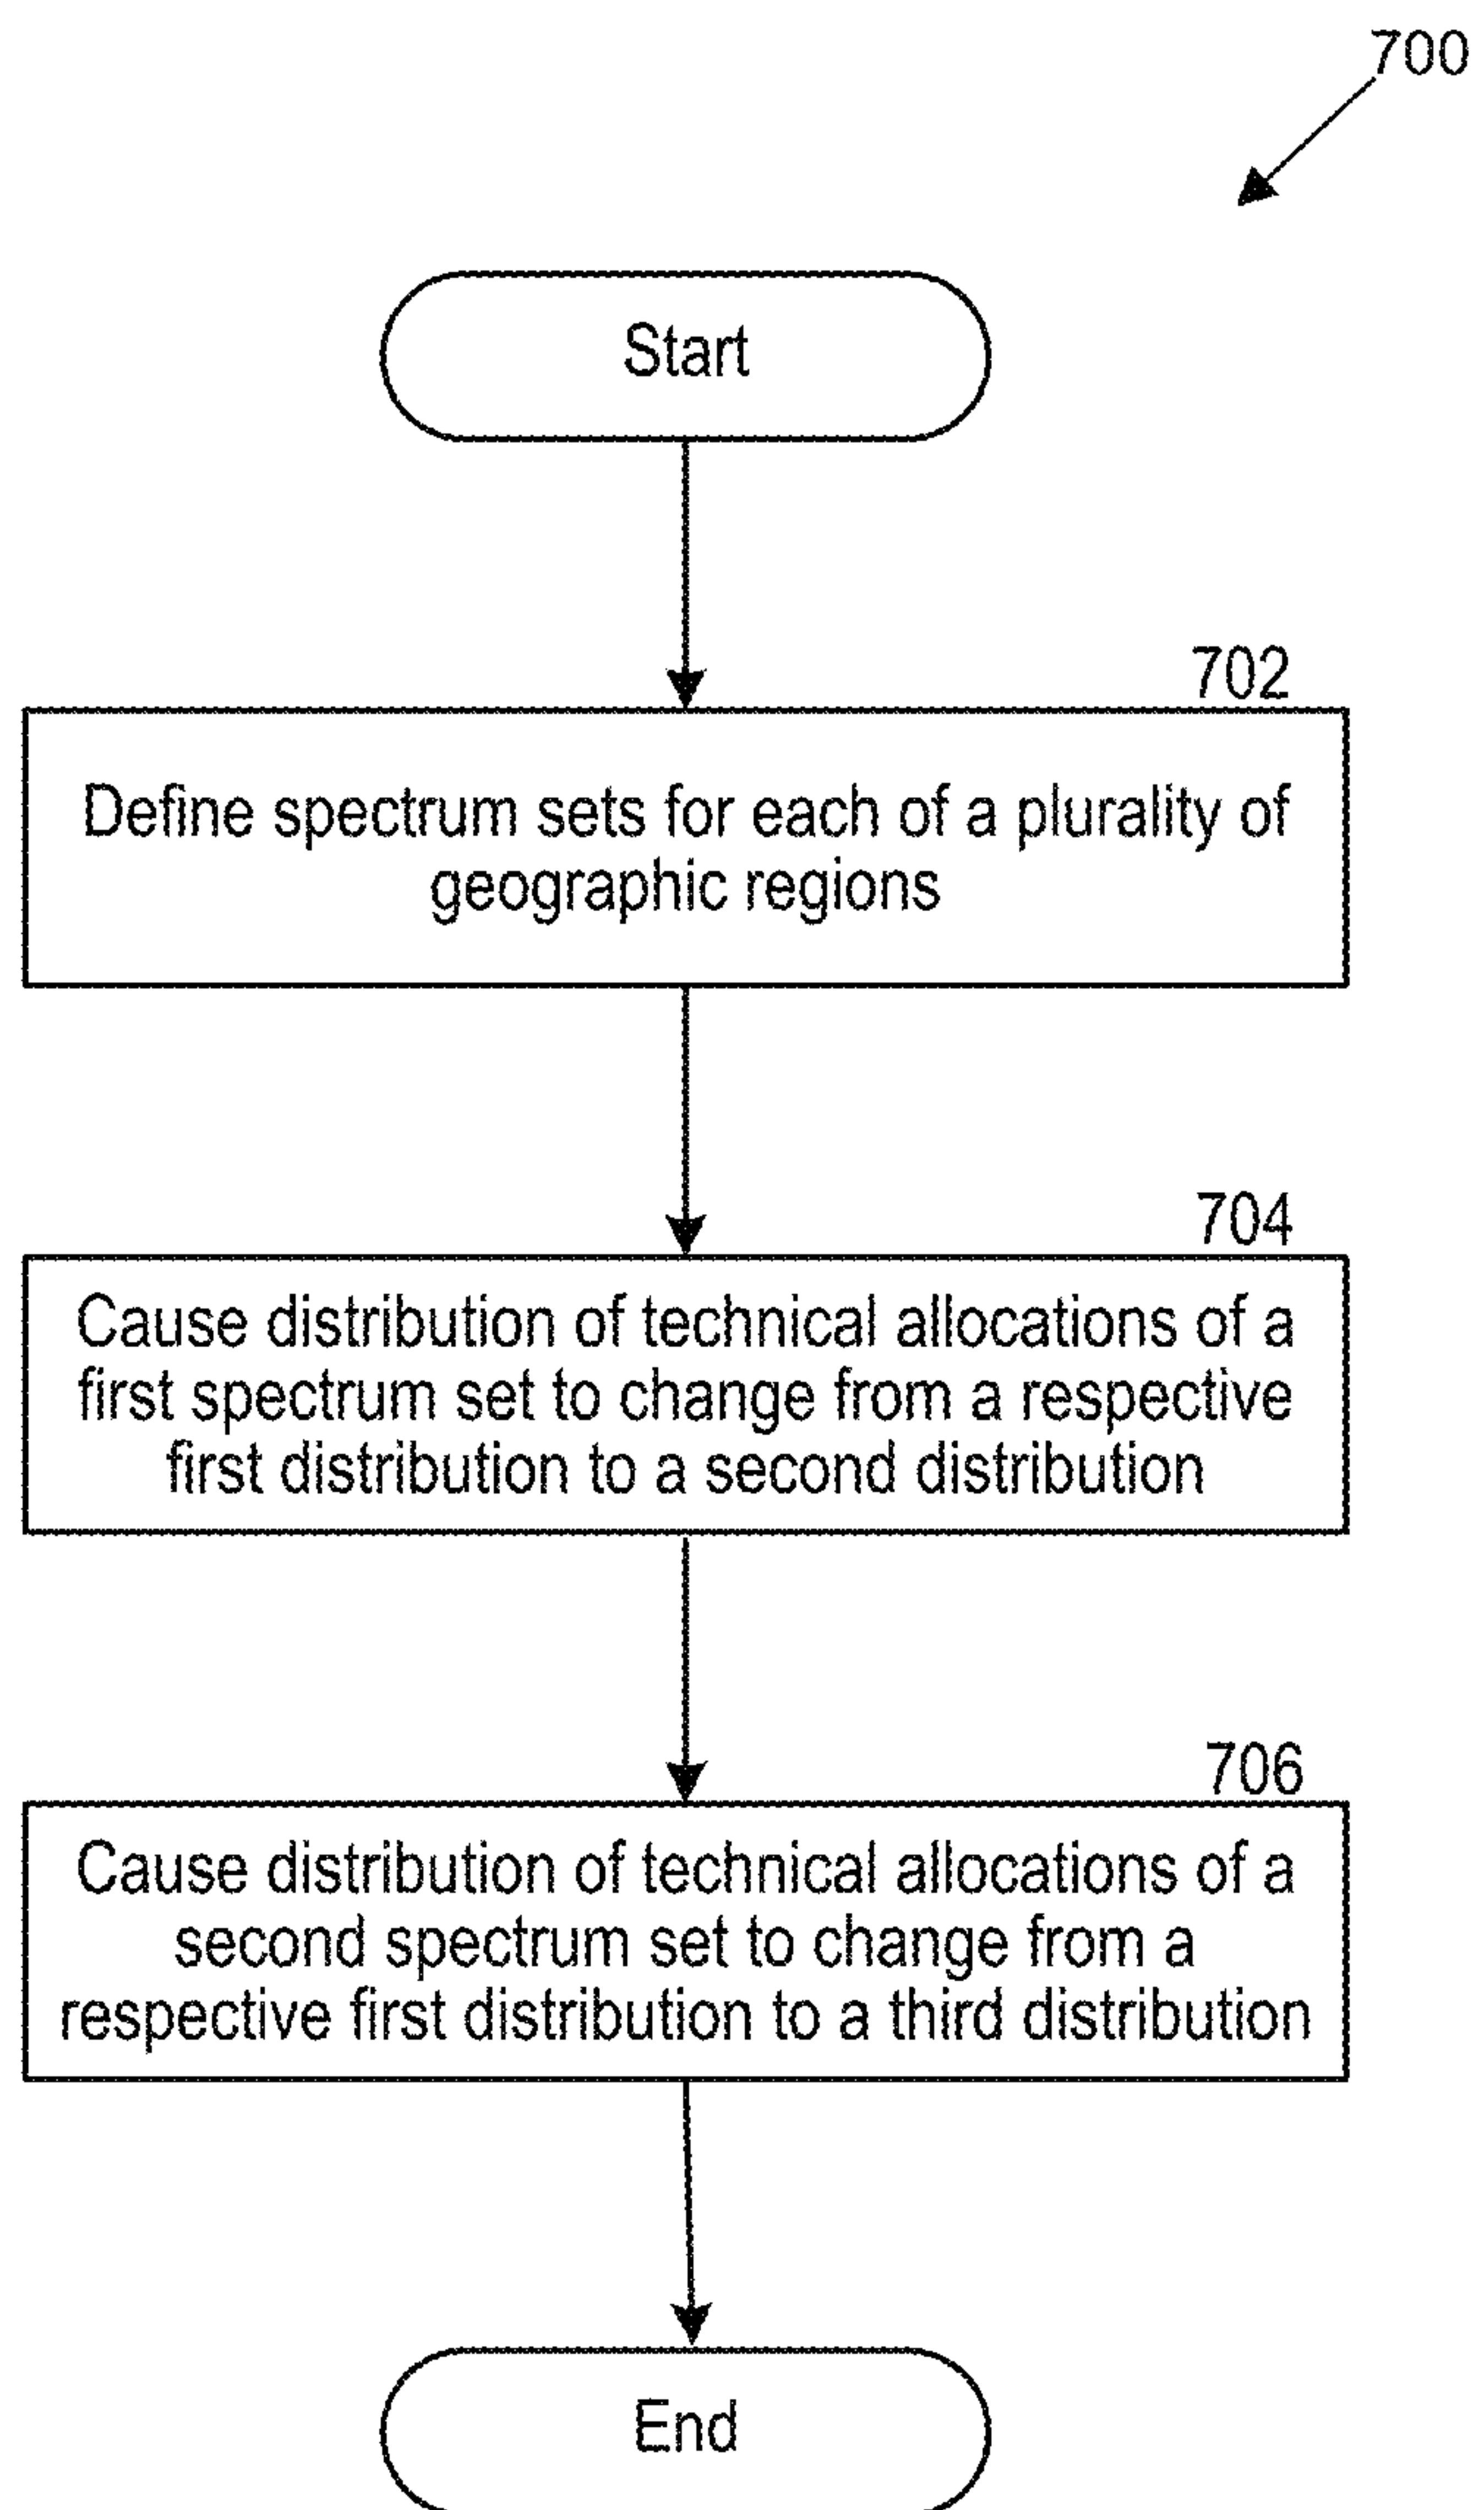 700
Start
702
Define spectrum sets for each of a plurality of
geographic regions
704
Cause distribution of technical allocations of a
first spectrum set to change from a respective
first distribution to a second distribution
706
Cause distribution of technical allocations of a
second spectrum set to change from a
respective first distribution to a third distribution
End